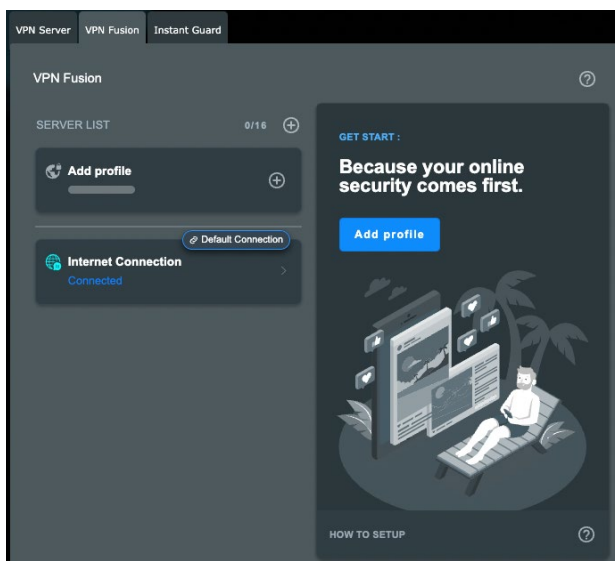 VPN Server VPN Fusion Instant Guard
VPN Fusion
SERVER LIST 0/16
Add profile
Default Connection
Internet Connection
Connected
GET START :
Because your online
security comes first.
Add profile
HOW TO SETUP